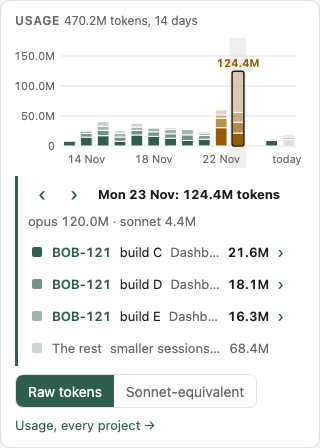 USAGE 470.2M tokens, 14 days
124.4M
150.0M
100.0M
50.0M
0
14 Nov 18 Nov 22 Nov today
‹ › Mon 23 Nov: 124.4M tokens
opus 120.0M · sonnet 4.4M
BOB-121 build C Dashb... 21.6M ›
BOB-121 build D Dashb... 18.1M ›
BOB-121 build E Dashb... 16.3M ›
The rest smaller sessions... 68.4M
Raw tokens Sonnet-equivalent
Usage, every project →